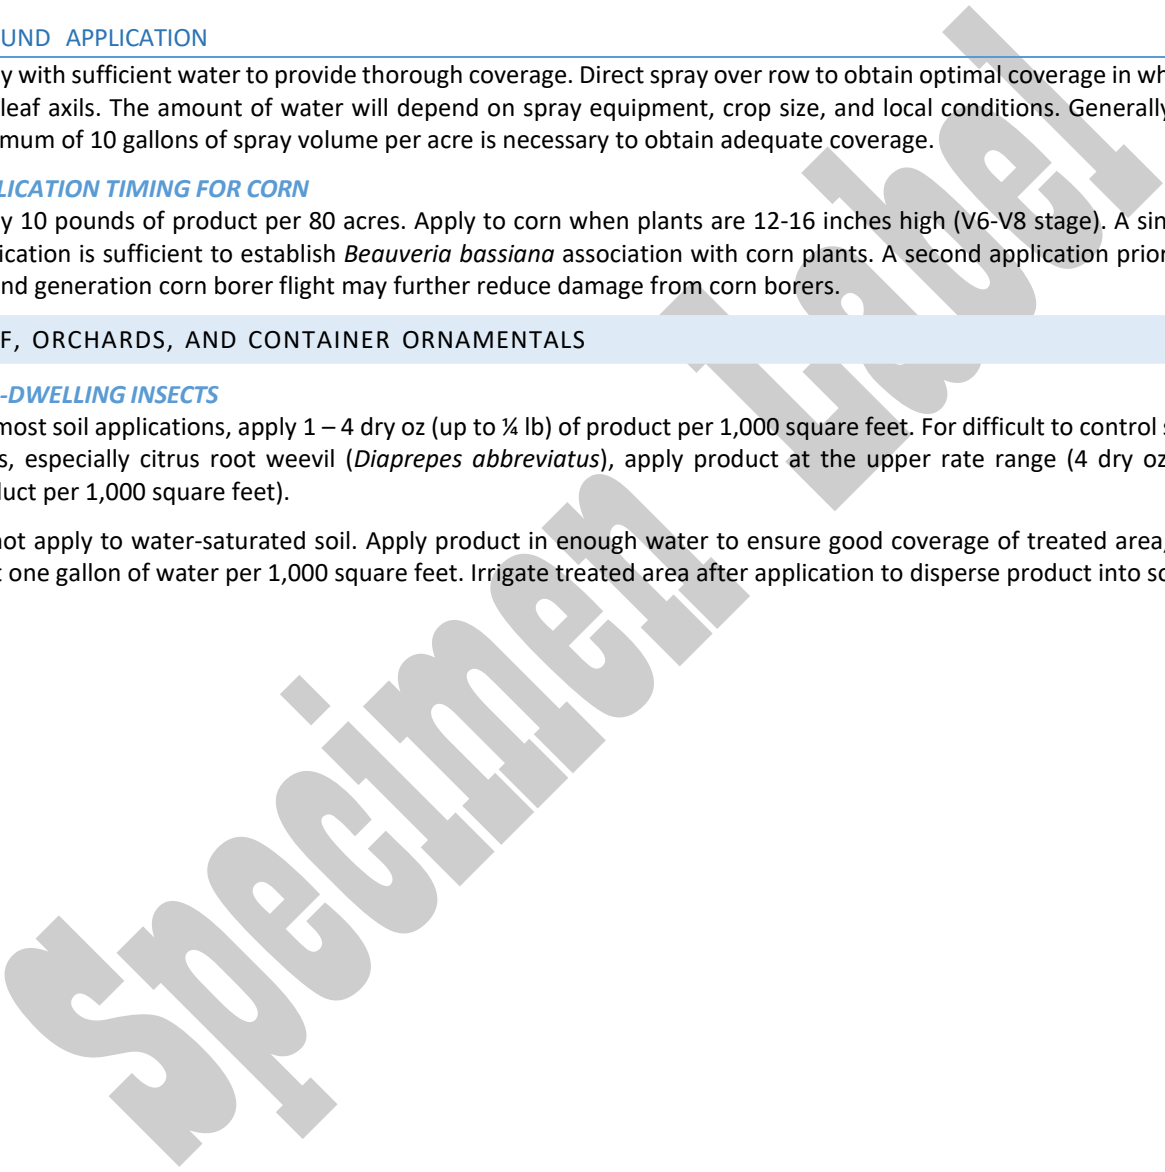 UND APPLICATION
y with sufficient water to provide thorough coverage. Direct spray over row to obtain optimal coverage in wh
leaf axils. The amount of water will depend on spray equipment, crop size, and local conditions. Generally
mum of 10 gallons of spray volume per acre is necessary to obtain adequate coverage.
LICATION TIMING FOR CORN
y 10 pounds of product per 80 acres. Apply to corn when plants are 12-16 inches high (V6-V8 stage). A sin
ication is sufficient to establish Beauveria bassiana association with corn plants. A second application prior
nd generation corn borer flight may further reduce damage from corn borers.
F, ORCHARDS, AND CONTAINER ORNAMENTALS
-DWELLING INSECTS
most soil applications, apply 1 – 4 dry oz (up to ¼ lb) of product per 1,000 square feet. For difficult to control s
s, especially citrus root weevil (Diaprepes abbreviatus), apply product at the upper rate range (4 dry oz
duct per 1,000 square feet).
not apply to water-saturated soil. Apply product in enough water to ensure good coverage of treated area,
t one gallon of water per 1,000 square feet. Irrigate treated area after application to disperse product into so
Specimen Label